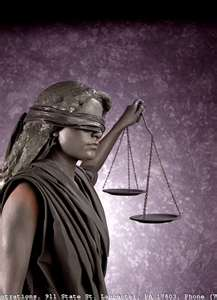 strations, 911 State St. Lancaster, PA 17603. Phone (